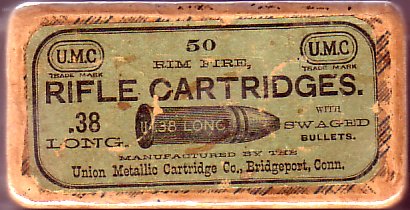 U.M.C
TRADE MARK
50
RIM FIRE,
U.M.C
TRADE MARK
RIFLE CARTRIDGES.
.38
LONG.
.38 LONG
WITH
SWAGED
BULLETS.
MANUFACTURED BY THE
Union Metallic Cartridge Co., Bridgeport, Conn.